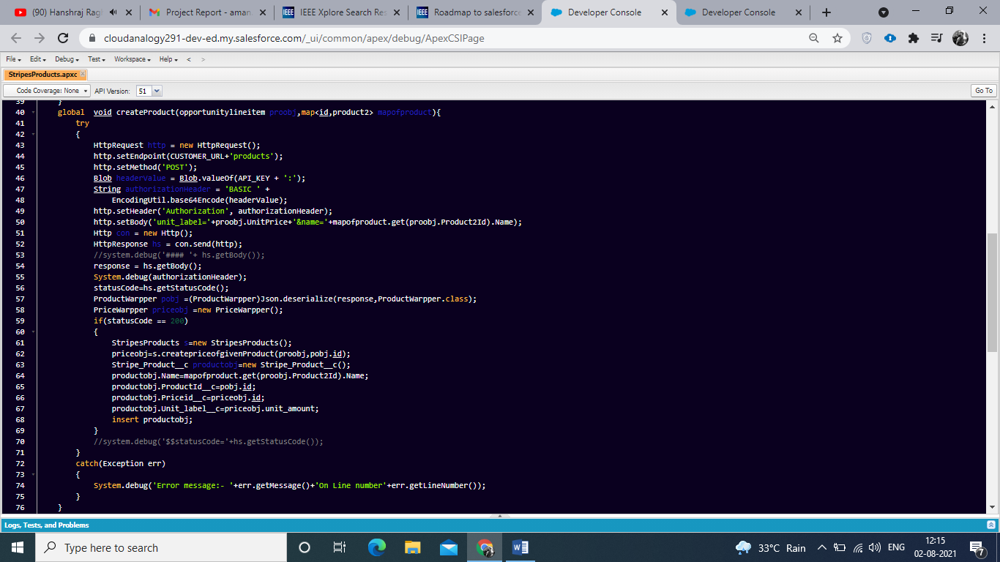 (90) Hanshraj Ragh
Project Report - aman.
IEEE Xplore Search Res
Roadmap to salesforce
Developer Console
Developer Console
cloudanalogy291-dev-ed.my.salesforce.com/_ui/common/apex/debug/ApexCSIPage
File Edit Debug Test Workspace Help < >
StripesProducts.apxc
Code Coverage: None API Version: 51 Go To
39 }
40 global void createProduct(opportunitylineitem proobj,map<id,product2> mapofproduct){
41 try
42 {
43 HttpRequest http = new HttpRequest();
44 http.setEndpoint(CUSTOMER_URL+'products');
45 http.setMethod('POST');
46 Blob headerValue = Blob.valueOf(API_KEY + ':');
47 String authorizationHeader = 'BASIC ' +
48 EncodingUtil.base64Encode(headerValue);
49 http.setHeader('Authorization', authorizationHeader);
50 http.setBody('unit_label='+proobj.UnitPrice+'&name='+mapofproduct.get(proobj.Product2Id).Name);
51 Http con = new Http();
52 HttpResponse hs = con.send(http);
53 //system.debug('#### '+ hs.getBody());
54 response = hs.getBody();
55 System.debug(authorizationHeader);
56 statusCode=hs.getStatusCode();
57 ProductWarpper pobj =(ProductWarpper)Json.deserialize(response,ProductWarpper.class);
58 PriceWarpper priceobj =new PriceWarpper();
59 if(statusCode == 200)
60 {
61 StripesProducts s=new StripesProducts();
62 priceobj=s.createpriceofgivenProduct(proobj,pobj.id);
63 Stripe_Product__c productobj=new Stripe_Product__c();
64 productobj.Name=mapofproduct.get(proobj.Product2Id).Name;
65 productobj.ProductId__c=pobj.id;
66 productobj.Priceid__c=priceobj.id;
67 productobj.Unit_label__c=priceobj.unit_amount;
68 insert productobj;
69 }
70 //system.debug('$$statusCode='+hs.getStatusCode());
71 }
72 catch(Exception err)
73 {
74 System.debug('Error message:- '+err.getMessage()+'On Line number'+err.getLineNumber());
75 }
76 }
Logs, Tests, and Problems
Type here to search
33°C Rain
ENG
12:15
02-08-2021
7